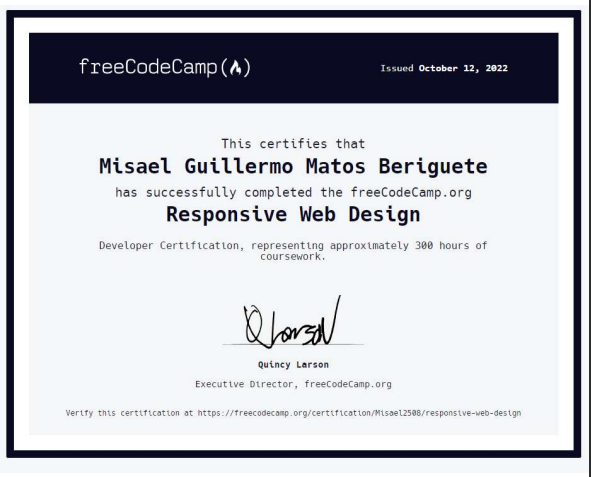 freeCodeCamp
Issued October 12, 2022
This certifies that
Misael Guillermo Matos Beriguete
has successfully completed the freeCodeCamp.org
Responsive Web Design
Developer Certification, representing approximately 300 hours of
coursework.
Q Larson
Quincy Larson
Executive Director, freeCodeCamp.org
Verify this certification at https://freecodecamp.org/certification/Misael2508/responsive-web-design